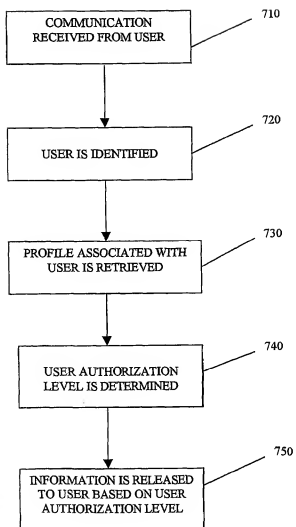 COMMUNICATION
RECEIVED FROM USER
710
720
USER IS IDENTIFIED
730
PROFILE ASSOCIATED WITH
USER IS RETRIEVED
740
USER AUTHORIZATION
LEVEL IS DETERMINED
750
INFORMATION IS RELEASED
TO USER BASED ON USER
AUTHORIZATION LEVEL